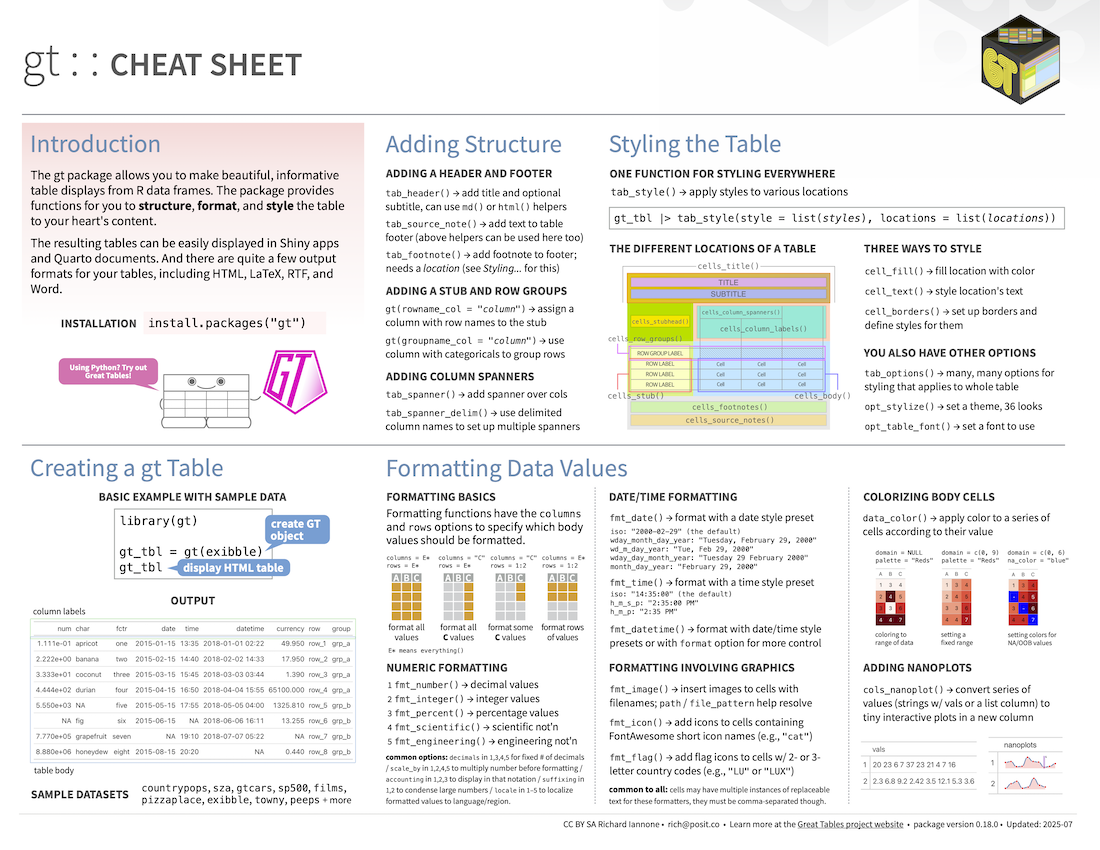 gt :: CHEAT SHEET
GT
Introduction
The gt package allows you to make beautiful, informative
table displays from R data frames. The package provides
functions for you to structure, format, and style the table
to your heart's content.
The resulting tables can be easily displayed in Shiny apps
and Quarto documents. And there are quite a few output
formats for your tables, including HTML, LaTeX, RTF, and
Word.
INSTALLATION install.packages("gt")
Using Python? Try out
Great Tables!
GT
Adding Structure
ADDING A HEADER AND FOOTER
tab_header() → add title and optional
subtitle, can use md() or html() helpers
tab_source_note() → add text to table
footer (above helpers can be used here too)
tab_footnote() → add footnote to footer;
needs a location (see Styling... for this)
ADDING A STUB AND ROW GROUPS
gt(rowname_col = "column") → assign a
column with row names to the stub
gt(groupname_col = "column") → use
column with categoricals to group rows
ADDING COLUMN SPANNERS
tab_spanner() → add spanner over cols
tab_spanner_delim() → use delimited
column names to set up multiple spanners
Styling the Table
ONE FUNCTION FOR STYLING EVERYWHERE
tab_style() → apply styles to various locations
gt_tbl |> tab_style(style = list(styles), locations = list(locations))
THE DIFFERENT LOCATIONS OF A TABLE
cells_title()
TITLE
SUBTITLE
cells_column_spanners()
cells_stubhead()
cells_column_labels()
cells_row_groups()
ROW GROUP LABEL
ROW LABEL Cell Cell Cell
ROW LABEL Cell Cell Cell
ROW LABEL Cell Cell Cell
cells_stub() cells_body()
cells_footnotes()
cells_source_notes()
THREE WAYS TO STYLE
cell_fill() → fill location with color
cell_text() → style location's text
cell_borders() → set up borders and
define styles for them
YOU ALSO HAVE OTHER OPTIONS
tab_options() → many, many options for
styling that applies to whole table
opt_stylize() → set a theme, 36 looks
opt_table_font() → set a font to use
Creating a gt Table
BASIC EXAMPLE WITH SAMPLE DATA
library(gt)
gt_tbl = gt(exibble)
gt_tbl
create GT
object
display HTML table
OUTPUT
column labels
num char fctr date time datetime currency row group
1.111e-01 apricot one 2015-01-15 13:35 2018-01-01 02:22 49.950 row_1 grp_a
2.222e+00 banana two 2015-02-15 14:40 2018-02-02 14:33 17.950 row_2 grp_a
3.333e+01 coconut three 2015-03-15 15:45 2018-03-03 03:44 1.390 row_3 grp_a
4.444e+02 durian four 2015-04-15 16:50 2018-04-04 15:55 65100.000 row_4 grp_a
5.550e+03 NA five 2015-05-15 17:55 2018-05-05 04:00 1325.810 row_5 grp_b
NA fig six 2015-06-15 NA 2018-06-06 16:11 13.255 row_6 grp_b
7.770e+05 grapefruit seven NA 19:10 2018-07-07 05:22 NA row_7 grp_b
8.880e+06 honeydew eight 2015-08-15 20:20 NA 0.440 row_8 grp_b
table body
SAMPLE DATASETS countrypops, sza, gtcars, sp500, films,
pizzaplace, exibble, towny, peeps + more
Formatting Data Values
FORMATTING BASICS
Formatting functions have the columns
and rows options to specify which body
values should be formatted.
columns = E* columns = "C" columns = "C" columns = E*
rows = E* rows = E* rows = 1:2 rows = 1:2
A B C A B C A B C A B C
format all format all format some format rows
values C values C values of values
E* means everything()
NUMERIC FORMATTING
1 fmt_number() → decimal values
2 fmt_integer() → integer values
3 fmt_percent() → percentage values
4 fmt_scientific() → scientific not'n
5 fmt_engineering() → engineering not'n
common options: decimals in 1,3,4,5 for fixed # of decimals
/ scale_by in 1,2,4,5 to multiply number before formatting /
accounting in 1,2,3 to display in that notation / suffixing in
1,2 to condense large numbers / locale in 1–5 to localize
formatted values to language/region.
DATE/TIME FORMATTING
fmt_date() → format with a date style preset
iso: "2000-02-29" (the default)
wday_month_day_year: "Tuesday, February 29, 2000"
wd_m_day_year: "Tue, Feb 29, 2000"
wday_month_day_year: "Tuesday 29 February 2000"
month_day_year: "February 29, 2000"
fmt_time() → format with a time style preset
iso: "14:35:00" (the default)
h_m_s_p: "2:35:00 PM"
h_m_p: "2:35 PM"
fmt_datetime() → format with date/time style
presets or with format option for more control
FORMATTING INVOLVING GRAPHICS
fmt_image() → insert images to cells with
filenames; path / file_pattern help resolve
fmt_icon() → add icons to cells containing
FontAwesome short icon names (e.g., "cat")
fmt_flag() → add flag icons to cells w/ 2- or 3-
letter country codes (e.g., "LU" or "LUX")
common to all: cells may have multiple instances of replaceable
text for these formatters, they must be comma-separated though.
COLORIZING BODY CELLS
data_color() → apply color to a series of
cells according to their value
domain = NULL domain = c(0, 9) domain = c(0, 6)
palette = "Reds" palette = "Reds" na_color = "blue"
A B C A B C A B C
coloring to setting a setting colors for
range of data fixed range NA/OOB values
ADDING NANOPLOTS
cols_nanoplot() → convert series of
values (strings w/ vals or a list column) to
tiny interactive plots in a new column
vals
1 20 23 6 7 37 23 21 4 7 16
2 2.3 6.8 9.2 2.42 3.5 12.1 5.3 3.6
nanoplots
1
2
CC BY SA Richard Iannone • rich@posit.co • Learn more at the Great Tables project website • package version 0.18.0 • Updated: 2025-07